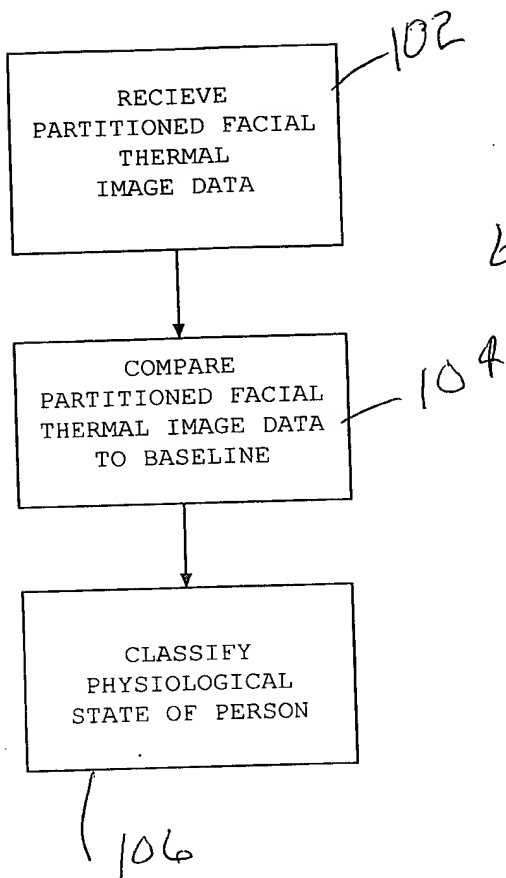 102
RECIEVE
PARTITIONED FACIAL
THERMAL
IMAGE DATA
104
COMPARE
PARTITIONED FACIAL
THERMAL IMAGE DATA
TO BASELINE
CLASSIFY
PHYSIOLOGICAL
STATE OF PERSON
106